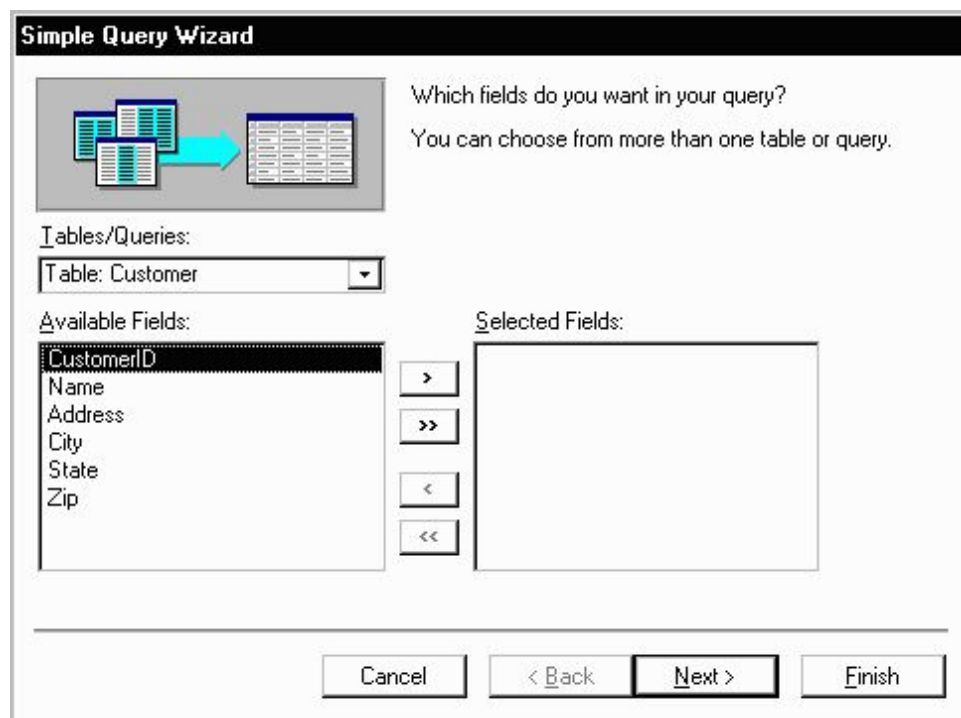 Simple Query Wizard
Which fields do you want in your query?
You can choose from more than one table or query.
Tables/Queries:
Table: Customer
Available Fields:
Selected Fields:
CustomerID
Name
Address
City
State
Zip
>
>>
<
<<
Cancel
< Back
Next >
Finish